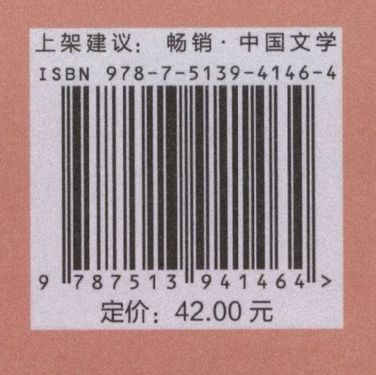 上架建议：畅销·中国文学
ISBN 978-7-5139-4146-4
9 787513 941464 >
定价：42.00 元